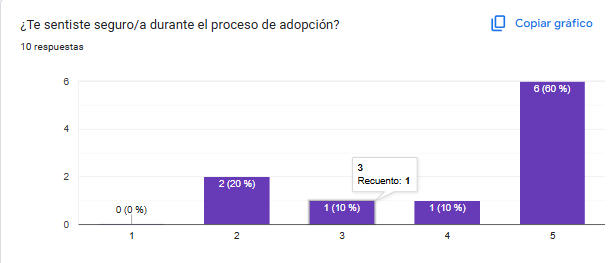 ¿Te sentiste seguro/a durante el proceso de adopción?
Copiar gráfico
10 respuestas
6
4
2
0
0 (0 %)
2 (20 %)
1 (10 %)
1 (10 %)
6 (60 %)
3
Recuento: 1
1
2
3
4
5